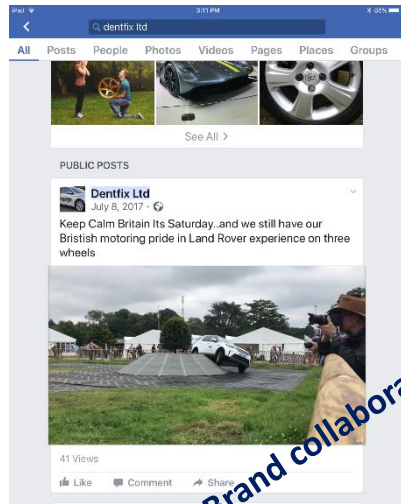 iPad
3:11 PM
dentfix ltd
All Posts People Photos Videos Pages Places Groups
See All >
PUBLIC POSTS
Dentfix Ltd
July 8, 2017 ·
Keep Calm Britain Its Saturday..and we still have our
Bristish motoring pride in Land Rover experience on three
wheels
41 Views
Like Comment Share
Brand collabora